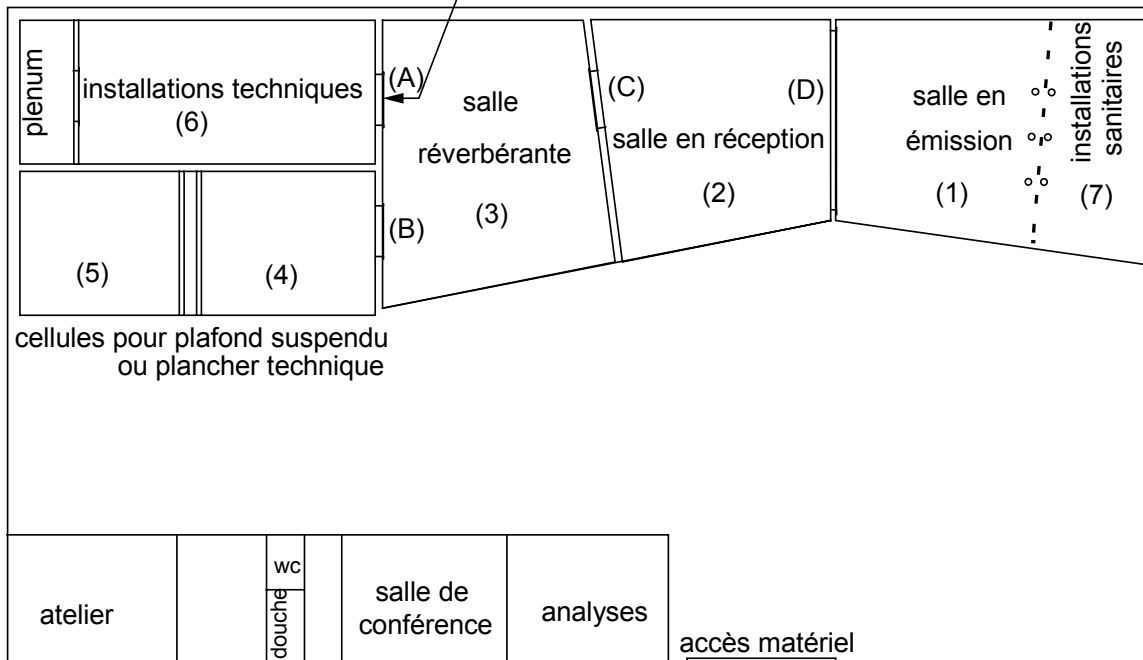 plenum
installations techniques
(6)
(A)
salle
réverbérante
(3)
(C)
salle en réception
(2)
(D)
salle en
émission
(1)
installations
sanitaires
(7)
(B)
(5)
(4)
cellules pour plafond suspendu
ou plancher technique
atelier
wc
douche
salle de
conférence
analyses
accès matériel